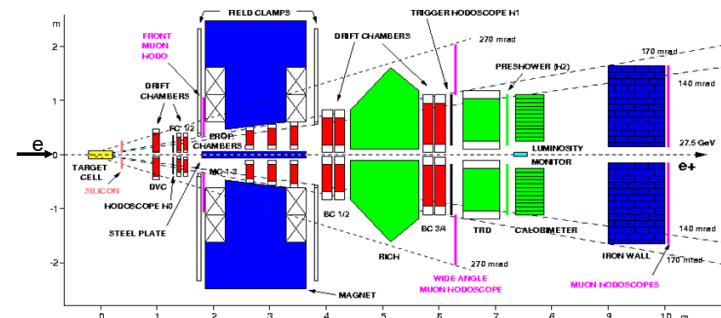 m
FIELD CLAMPS
TRIGGER HODOSCOPE H1
FRONT
MUON
HODO
DRIFT CHAMBERS
270 mrad
170 mrad
PRESHOWER (H2)
140 mrad
DRIFT
CHAMBERS
FC 1/2
2
1
0
-1
-2
e
PROP.
CHAMBERS
MC 1-3
27.5 GeV
e+
LUMINOSITY
MONITOR
TARGET
CELL
SILICON
DVC
HODOSCOPE H0
STEEL PLATE
BC 1/2
BC 3/4
RICH
TRD
CALORIMETER
IRON WALL
140 mrad
170 mrad
270 mrad
WIDE ANGLE
MUON HODOSCOPE
MUON HODOSCOPES
MAGNET
0 1 2 3 4 5 6 7 8 9 10 m